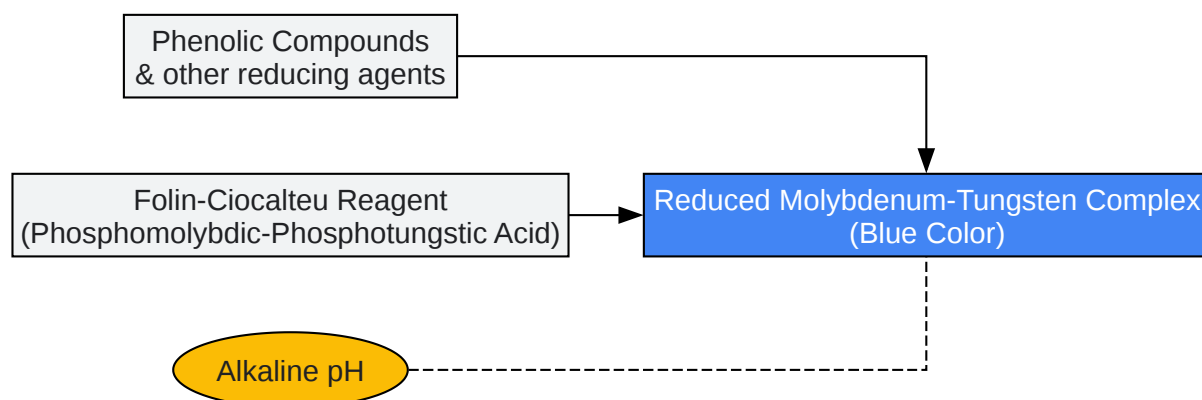 Phenolic Compounds
& other reducing agents
Folin-Ciocalteu Reagent
(Phosphomolybdic-Phosphotungstic Acid)
Reduced Molybdenum-Tungsten Complex
(Blue Color)
Alkaline pH